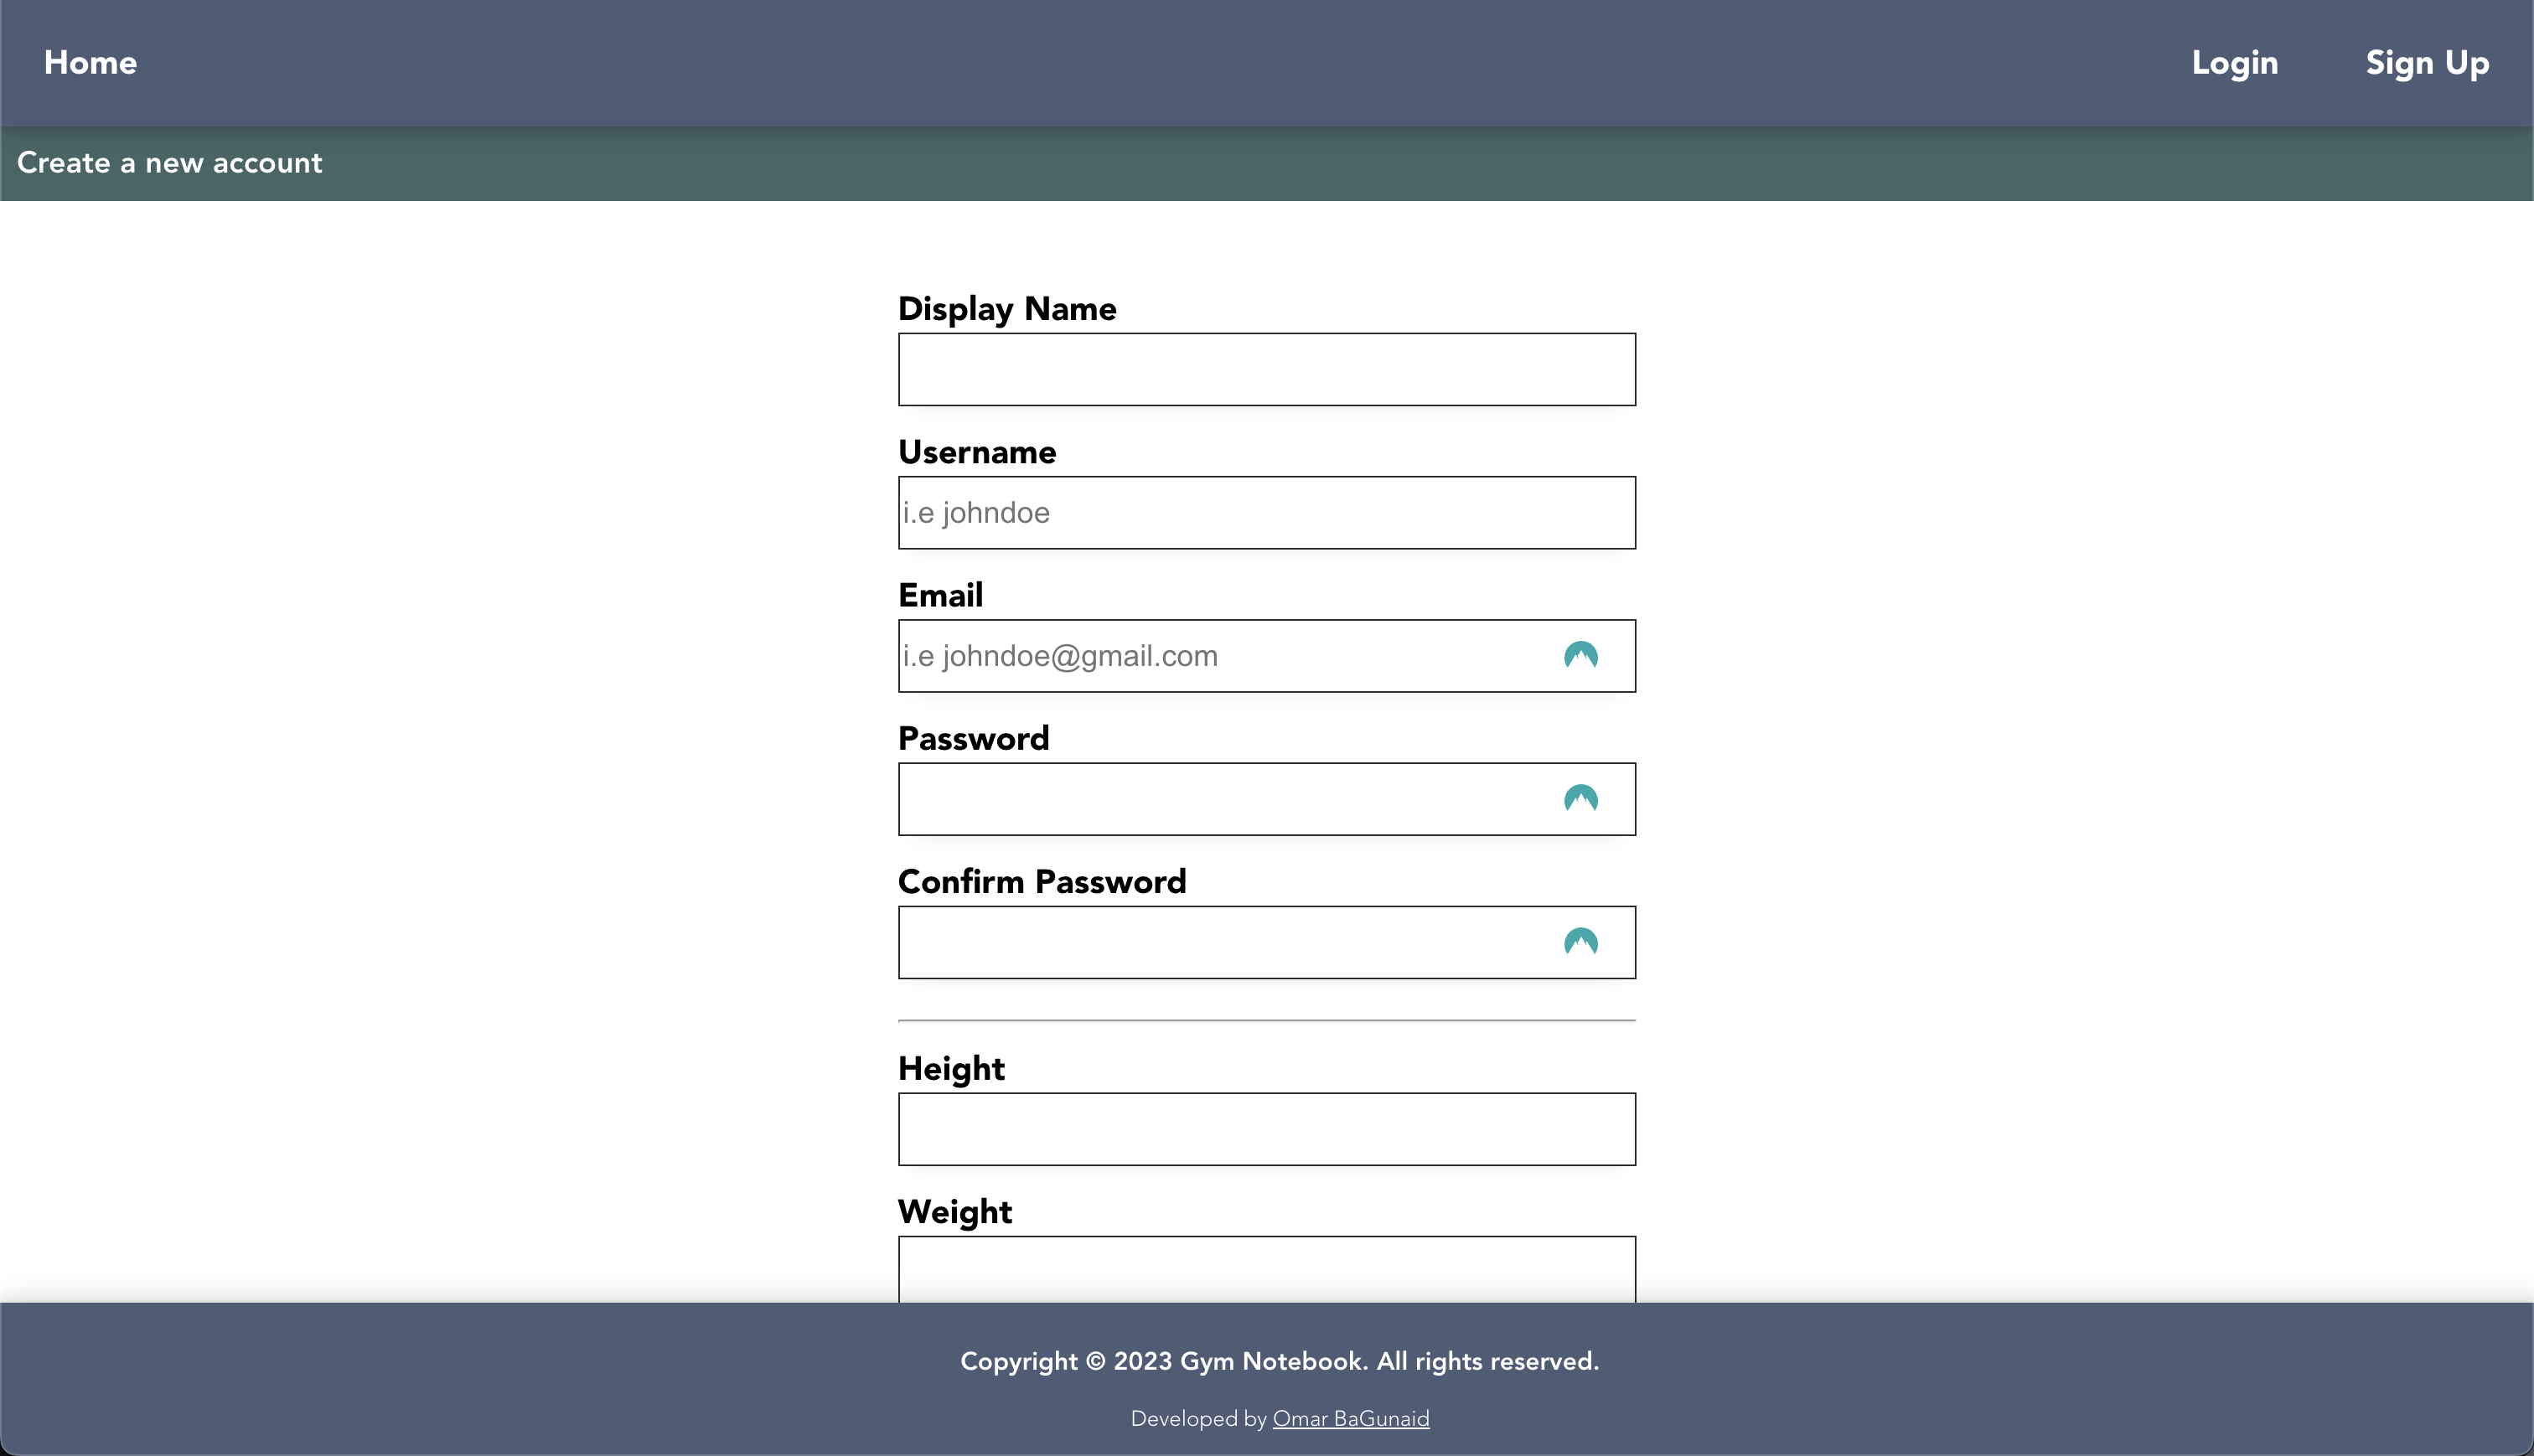 Home
Login
Sign Up
Create a new account
Display Name
Username
i.e johndoe
Email
i.e johndoe@gmail.com
Password
Confirm Password
Height
Weight
Copyright © 2023 Gym Notebook. All rights reserved.
Developed by Omar BaGunaid